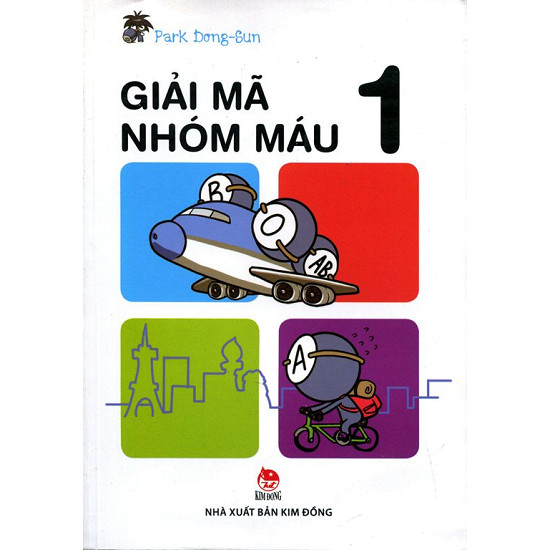 Park Dong-Sun
GIẢI MÃ
NHÓM MÁU
1
B
O
AB
A
KIM ĐỒNG
NHÀ XUẤT BẢN KIM ĐỒNG